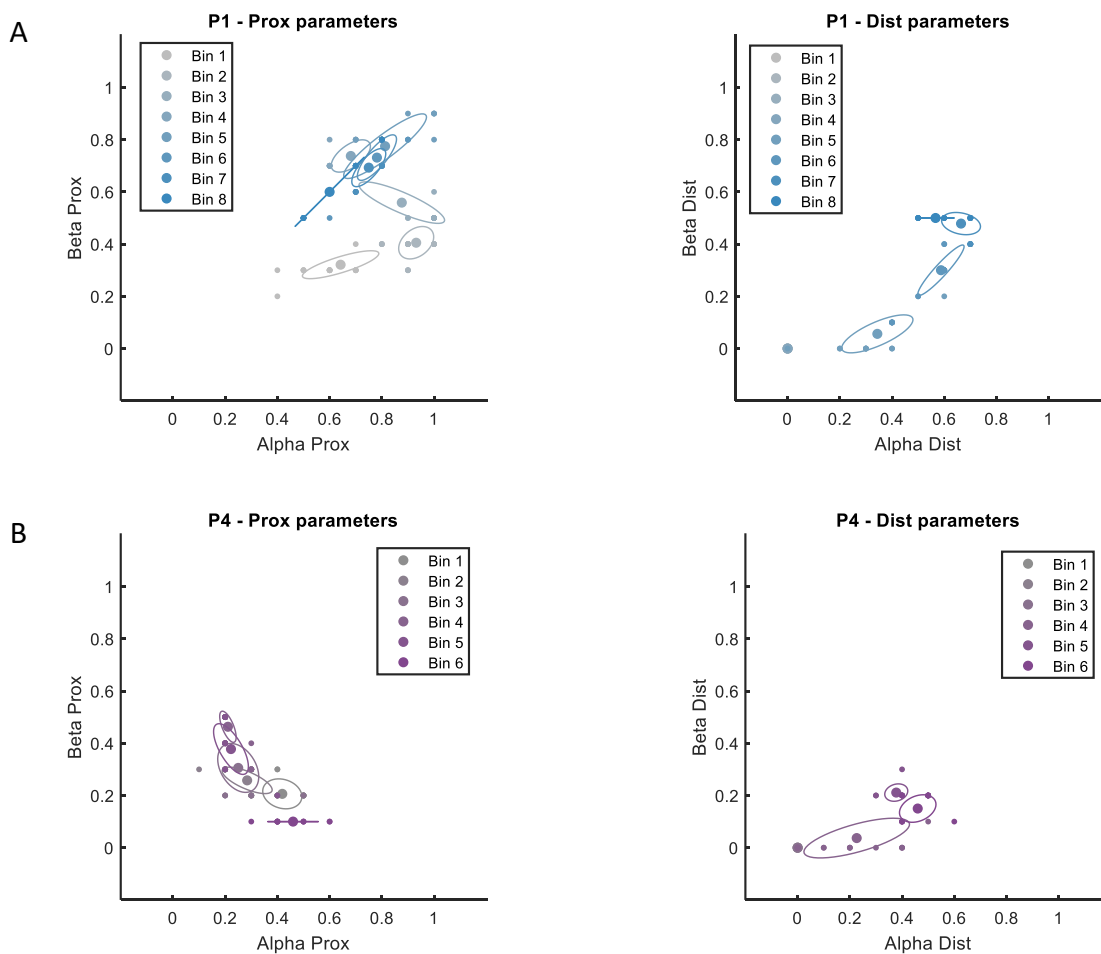 A
P1 - Prox parameters
Beta Prox
1
0.8
0.6
0.4
0.2
0
Bin 1
Bin 2
Bin 3
Bin 4
Bin 5
Bin 6
Bin 7
Bin 8
0 0.2 0.4 0.6 0.8 1
Alpha Prox
P1 - Dist parameters
Beta Dist
1
0.8
0.6
0.4
0.2
0
Bin 1
Bin 2
Bin 3
Bin 4
Bin 5
Bin 6
Bin 7
Bin 8
0 0.2 0.4 0.6 0.8 1
Alpha Dist
B
P4 - Prox parameters
Beta Prox
1
0.8
0.6
0.4
0.2
0
Bin 1
Bin 2
Bin 3
Bin 4
Bin 5
Bin 6
0 0.2 0.4 0.6 0.8 1
Alpha Prox
P4 - Dist parameters
Beta Dist
1
0.8
0.6
0.4
0.2
0
Bin 1
Bin 2
Bin 3
Bin 4
Bin 5
Bin 6
0 0.2 0.4 0.6 0.8 1
Alpha Dist